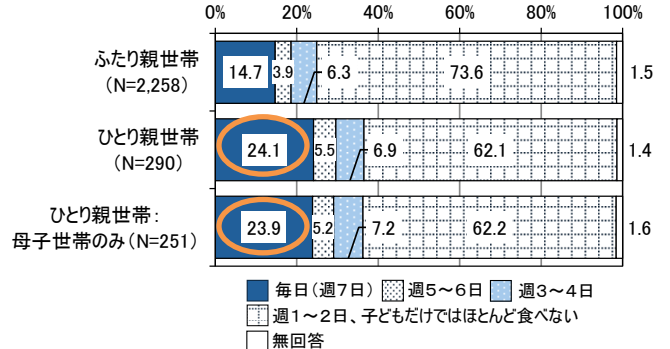 0% 20% 40% 60% 80% 100%
ふたり親世帯
(N=2,258)
14.7 3.9 6.3 73.6 1.5
ひとり親世帯
(N=290)
24.1 5.5 6.9 62.1 1.4
ひとり親世帯:
母子世帯のみ(N=251)
23.9 5.2 7.2 62.2 1.6
毎日(週7日) 週5~6日 週3~4日
週1~2日、子どもだけではほとんど食べない
無回答